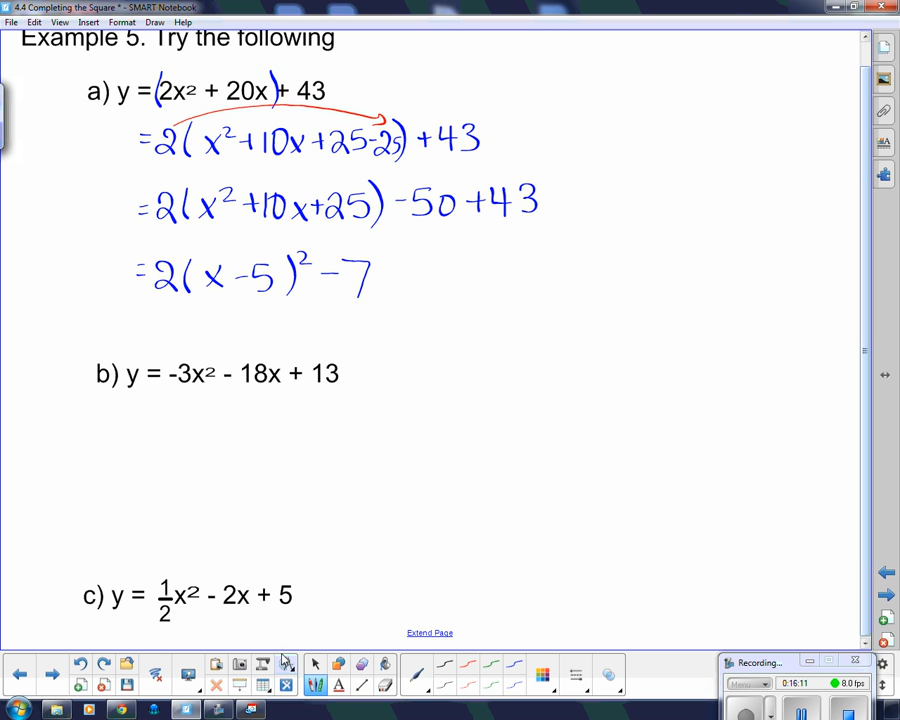 4.4 Completing the Square * - SMART Notebook
File Edit View Insert Format Draw Help
Example 5. Try the following
a) y = (2x² + 20x) + 43
= 2(x² + 10x + 25 - 25) + 43
= 2(x² + 10x + 25) - 50 + 43
= 2(x - 5)² - 7
b) y = -3x² - 18x + 13
c) y = 1/2x² - 2x + 5
Extend Page
Recording...
Menu 0:16:11 8.0 fps